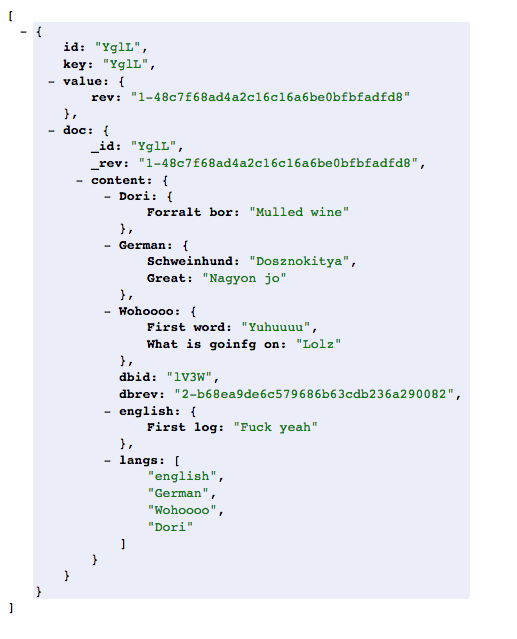 [
- {
id: "YglL",
key: "YglL",
- value: {
rev: "1-48c7f68ad4a2c16c16a6be0bfbfadfd8"
},
- doc: {
_id: "YglL",
_rev: "1-48c7f68ad4a2c16c16a6be0bfbfadfd8",
- content: {
- Dori: {
Forralt bor: "Mulled wine"
},
- German: {
Schweinhund: "Dosznokitya",
Great: "Nagyon jo"
},
- Wohoooo: {
First word: "Yuhuuuu",
What is goinfg on: "Lolz"
},
dbid: "lV3W",
dbrev: "2-b68ea9de6c579686b63cdb236a290082",
- english: {
First log: "Fuck yeah"
},
- langs: [
"english",
"German",
"Wohoooo",
"Dori"
]
}
}
}
]